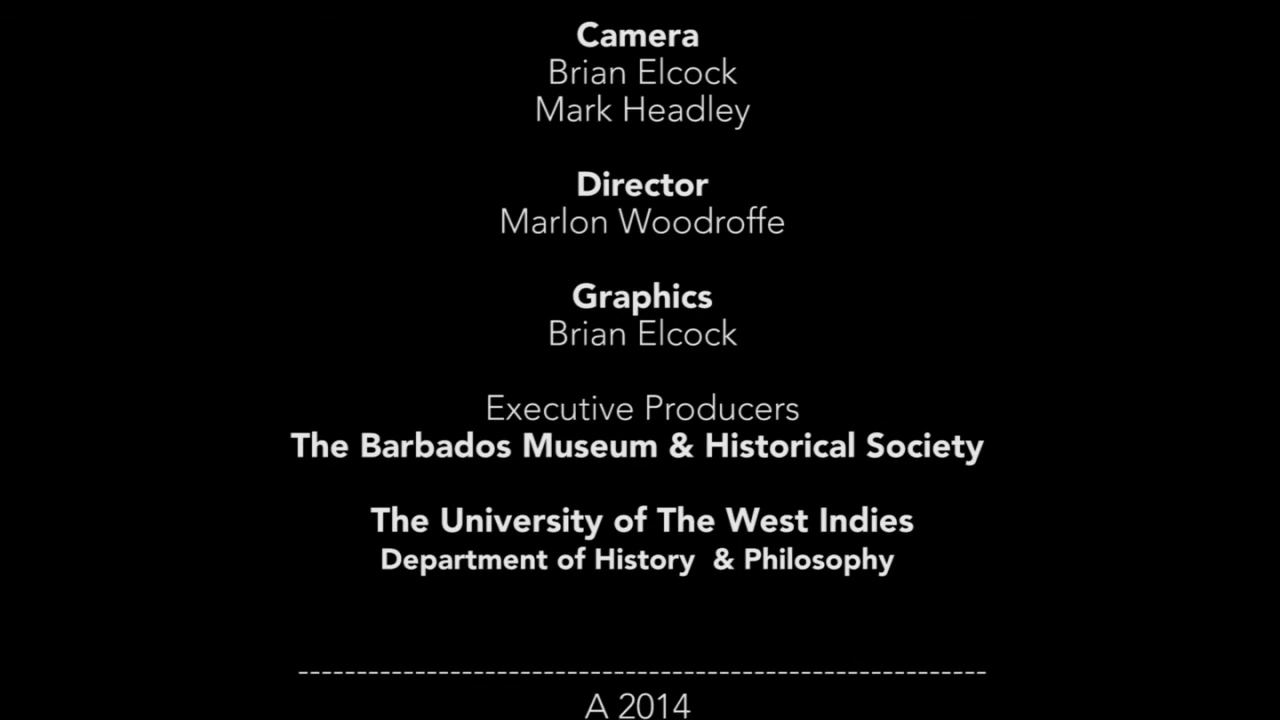 Camera
Brian Elcock
Mark Headley
Director
Marlon Woodroffe
Graphics
Brian Elcock
Executive Producers
The Barbados Museum & Historical Society
The University of The West Indies
Department of History & Philosophy
------------------------------------------------------------
A 2014